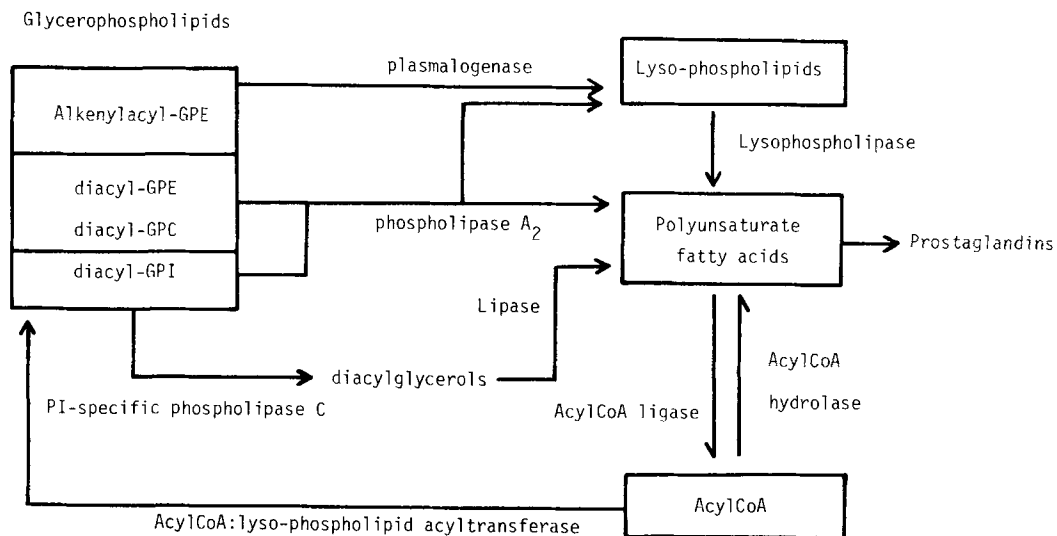 Glycerophospholipids
Alkenylacyl-GPE
diacyl-GPE
diacyl-GPC
diacyl-GPI
plasmalogenase
Lyso-phospholipids
Lysophospholipase
phospholipase A2
Polyunsaturate
fatty acids
Prostaglandins
Lipase
diacylglycerols
PI-specific phospholipase C
AcylCoA ligase
AcylCoA
hydrolase
AcylCoA
AcylCoA:lyso-phospholipid acyltransferase